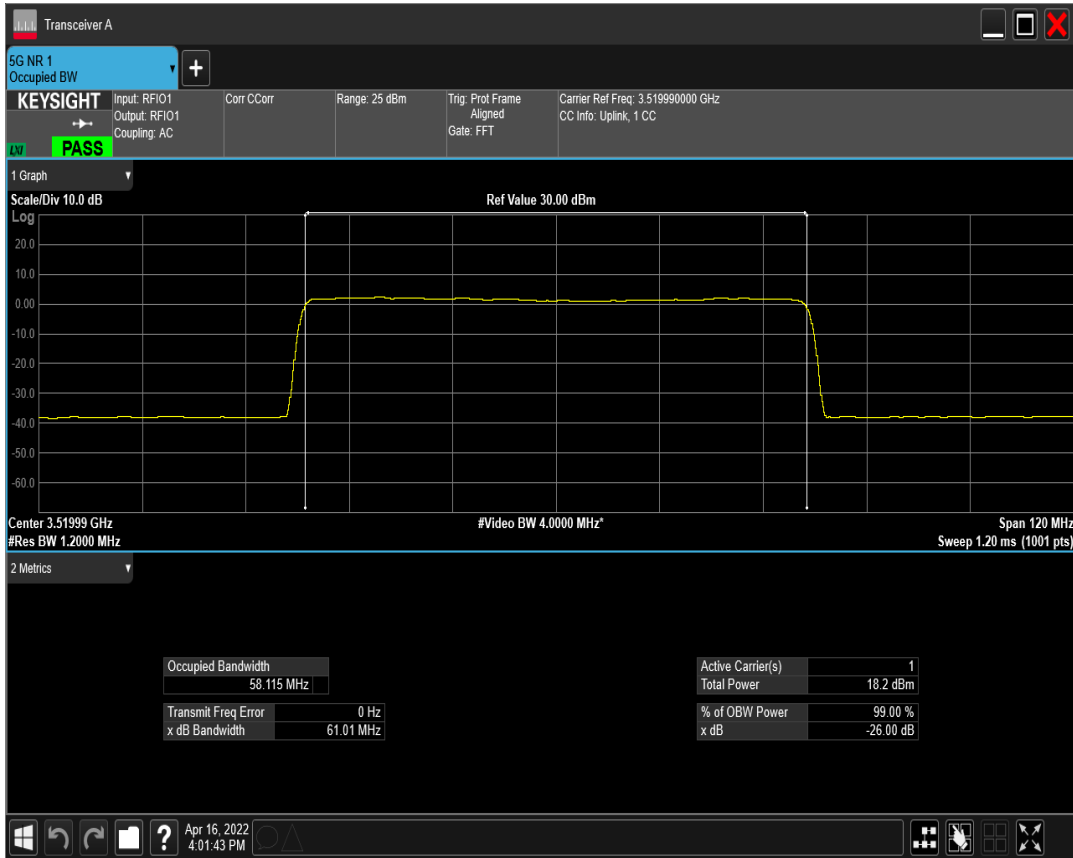 Transceiver A
5G NR 1
Occupied BW
KEYSIGHT
LXI
PASS
Input: RFIO1
Output: RFIO1
Coupling: AC
Corr CCorr
Range: 25 dBm
Trig: Prot Frame
Aligned
Gate: FFT
Carrier Ref Freq: 3.519990000 GHz
CC Info: Uplink, 1 CC
1 Graph
Scale/Div 10.0 dB
Ref Value 30.00 dBm
Log
20.0
10.0
0.00
-10.0
-20.0
-30.0
-40.0
-50.0
-60.0
Center 3.51999 GHz
#Video BW 4.0000 MHz*
Span 120 MHz
#Res BW 1.2000 MHz
Sweep 1.20 ms (1001 pts)
2 Metrics
Occupied Bandwidth
58.115 MHz
Transmit Freq Error 0 Hz
x dB Bandwidth 61.01 MHz
Active Carrier(s) 1
Total Power 18.2 dBm
% of OBW Power 99.00 %
x dB -26.00 dB
?
Apr 16, 2022
4:01:43 PM